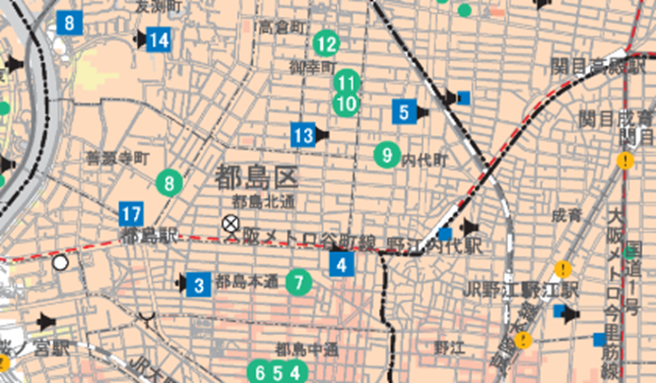 友渕町
8
14
高倉町
12
御幸町
関目高殿駅
11
10
5
13
関目成育
関目
9
内代町
善源寺町
8
都島区
都島北通
17
成育
都島駅
大阪メトロ谷町線
野江内代駅
大阪メトロ今里筋線
国道1号
4
3
都島本通
7
JR野江駅
野江駅
都島中通
野江
ノ宮駅
6
5
4